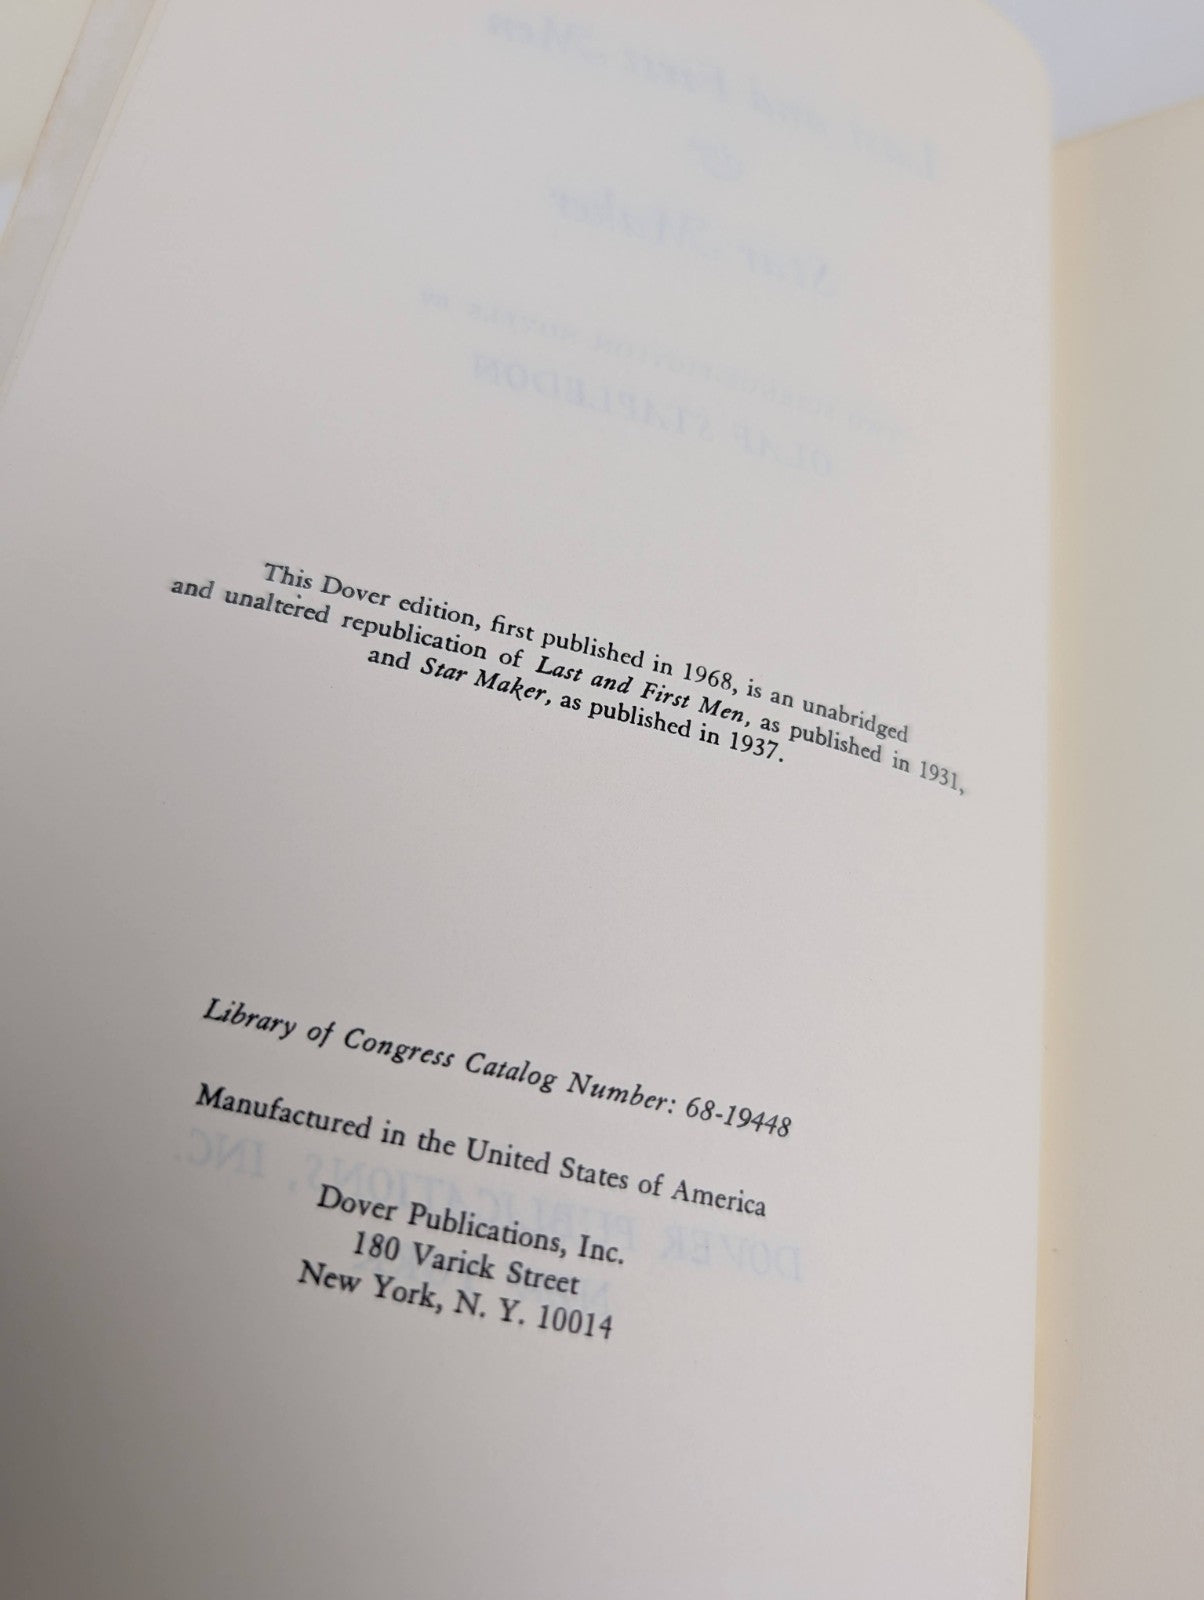 This Dover edition, first published in 1968, is an unabridged
and unaltered republication of Last and First Men, as published in 1931,
and Star Maker, as published in 1937.
Library of Congress Catalog Number: 68-19448
Manufactured in the United States of America
Dover Publications, Inc.
180 Varick Street
New York, N. Y. 10014